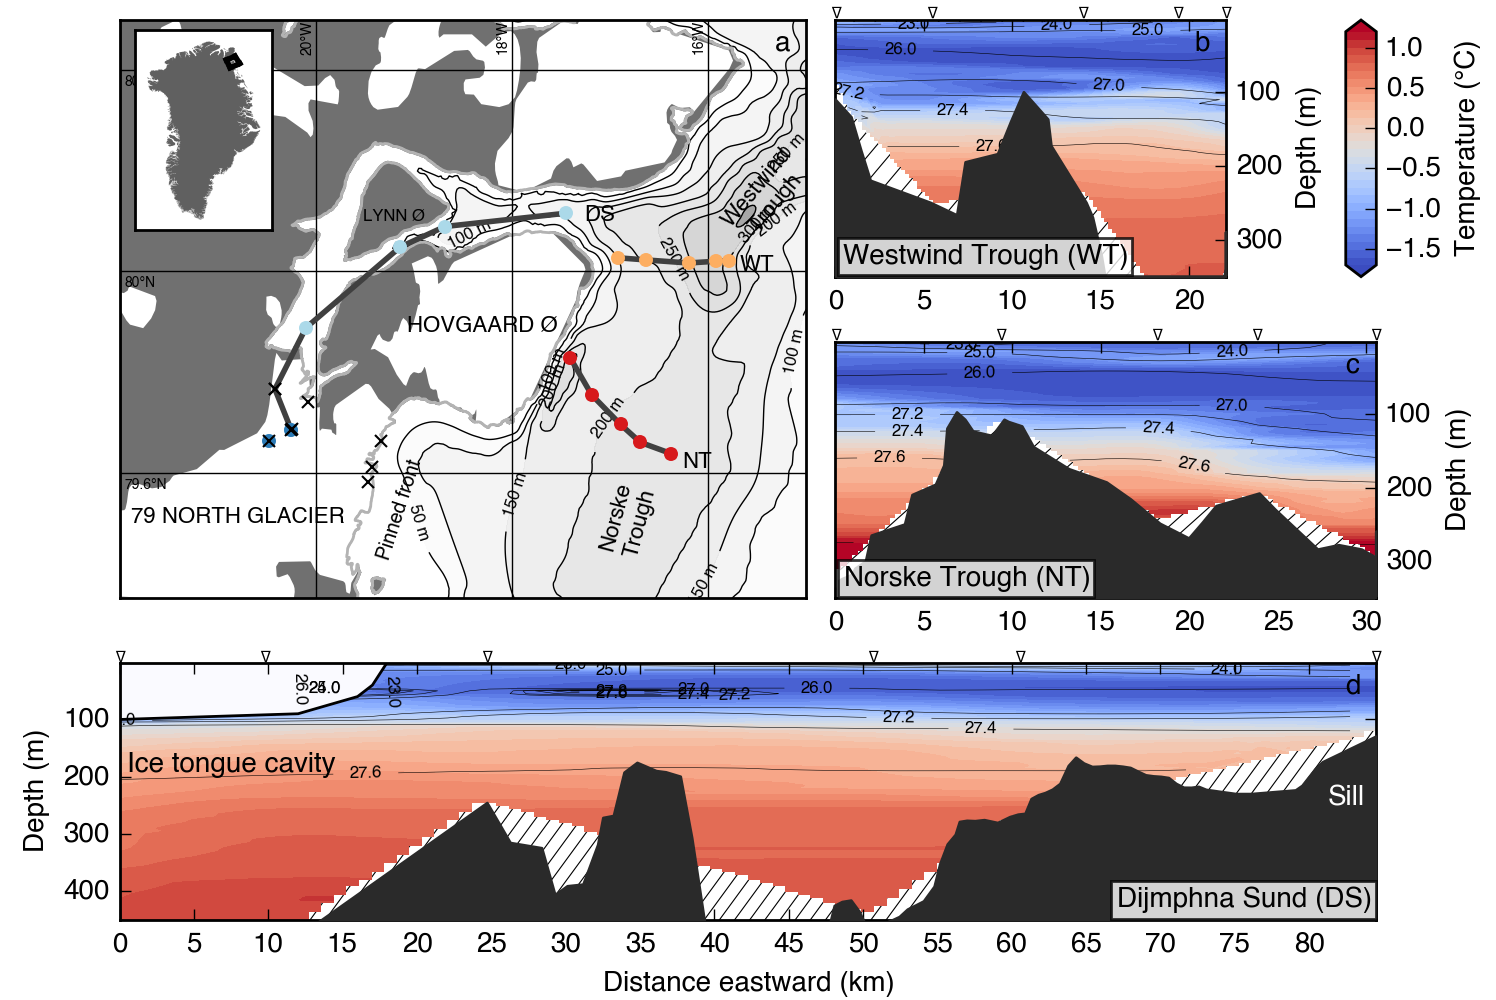 a
20°W
18°W
16°W
8
LYNN Ø
DS
100 m
250 m
Westwind
Trough
300 m
200 m
250 m
WT
80°N
HOVGAARD Ø
100 m
200 m
100 m
200 m
NT
79.6°N
79 NORTH GLACIER
Pinned front
50 m
150 m
Norske
Trough
50 m
b
23.0
24.0
25.0
26.0
27.0
27.2
27.4
27.6
100
200
300
Depth (m)
Westwind Trough (WT)
0 5 10 15 20
1.0
0.5
0.0
−0.5
−1.0
−1.5
Temperature (°C)
c
25.0
24.0
26.0
27.0
27.2
27.4
27.4
27.6
27.6
100
200
300
Depth (m)
Norske Trough (NT)
0 5 10 15 20 25 30
d
25.0
24.0
26.0
23.0
27.0
27.4
27.2
26.0
27.2
27.4
27.6
Ice tongue cavity
Sill
100
200
300
400
Depth (m)
Dijmphna Sund (DS)
0 5 10 15 20 25 30 35 40 45 50 55 60 65 70 75 80
Distance eastward (km)